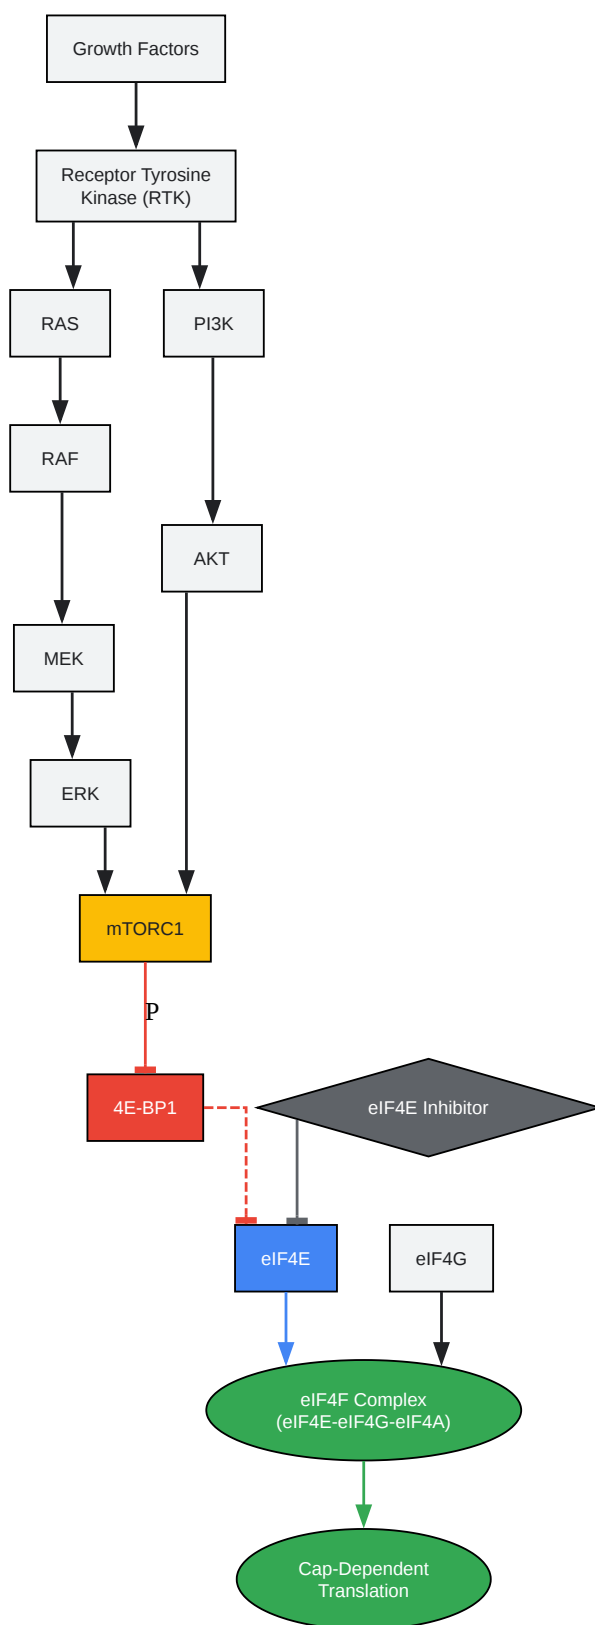 Growth Factors
Receptor Tyrosine
Kinase (RTK)
RAS
PI3K
RAF
AKT
MEK
ERK
mTORC1
P
4E-BP1
eIF4E Inhibitor
eIF4E
eIF4G
eIF4F Complex
(eIF4E-eIF4G-eIF4A)
Cap-Dependent
Translation